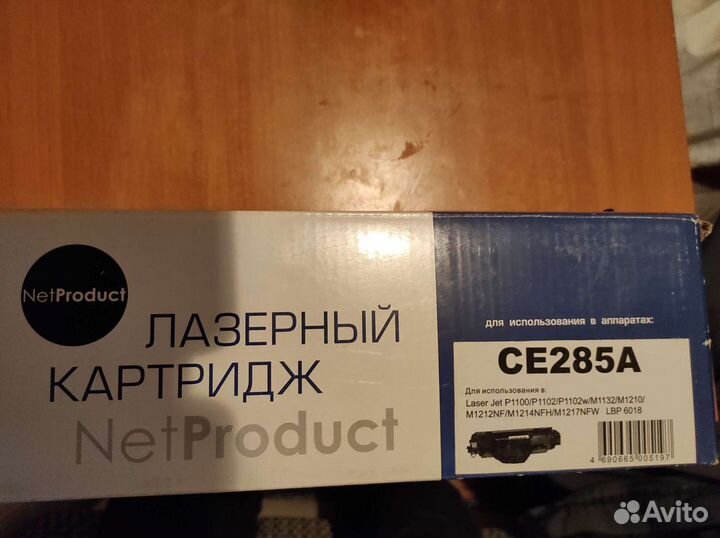 NetProduct
ЛАЗЕРНЫЙ
КАРТРИДЖ
NetProduct
для использования в аппаратах:
CE285A
Для использования в:
Laser Jet P1100/P1102/P1102w/M1132/M1210/
M1212NF/M1214NFH/M1217NFW LBP 6018
4 690665 005197
Avito